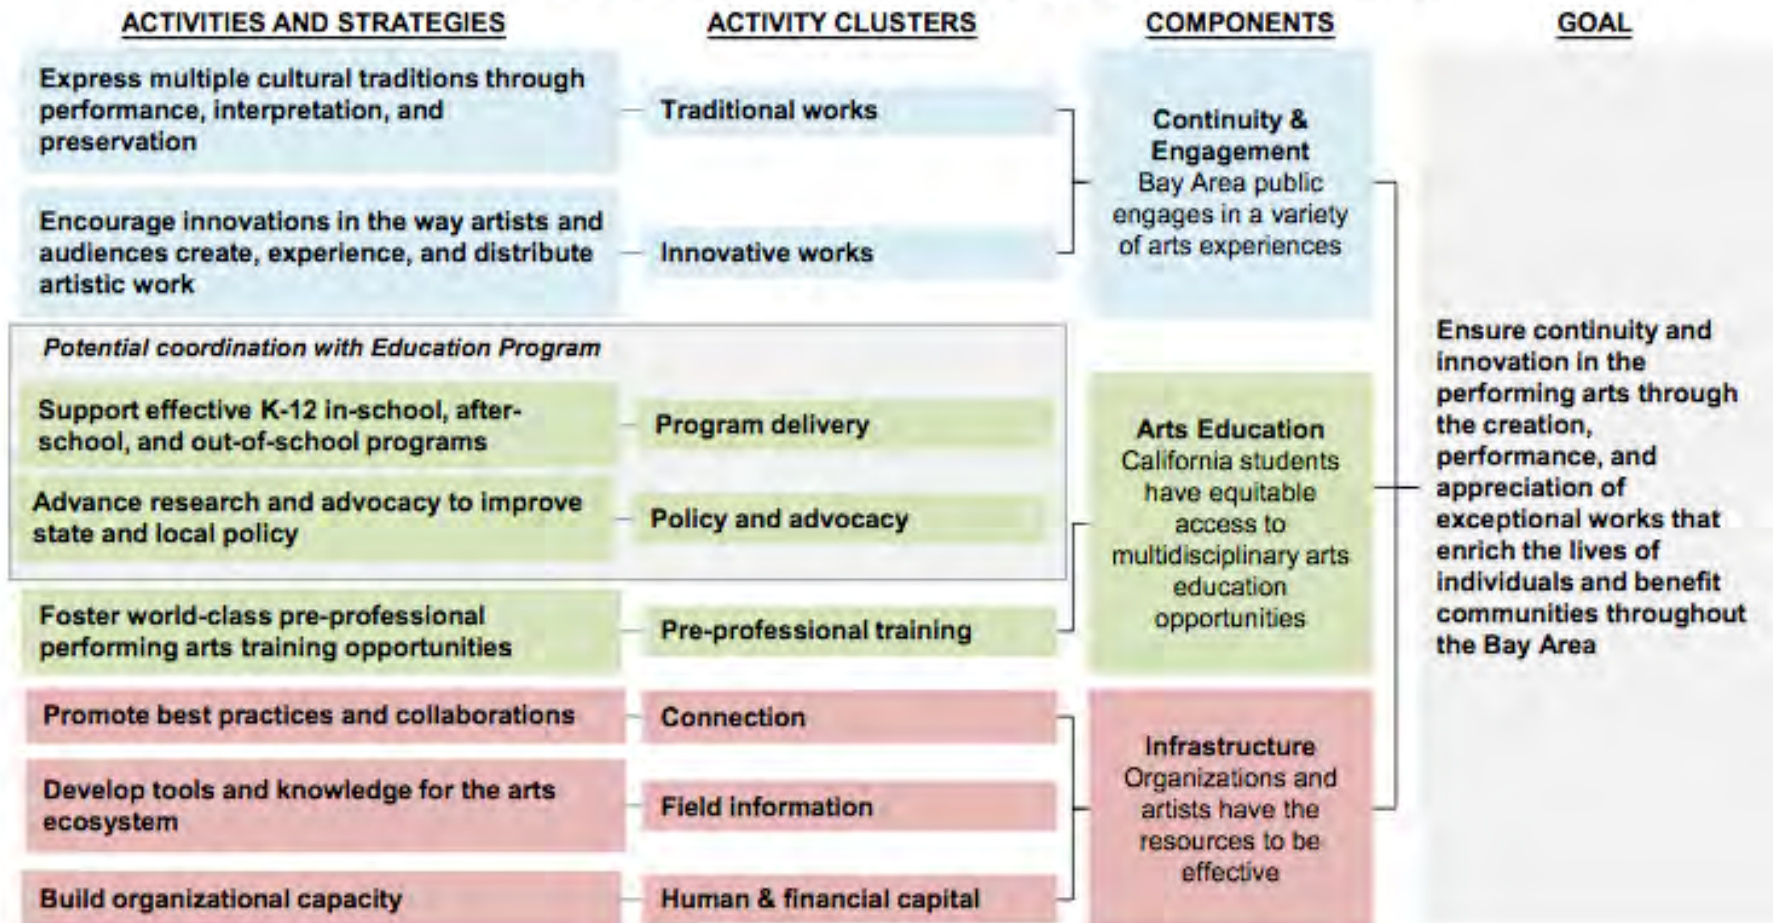 ACTIVITIES AND STRATEGIES
ACTIVITY CLUSTERS
COMPONENTS
GOAL
Express multiple cultural traditions through
performance, interpretation, and
preservation
Traditional works
Encourage innovations in the way artists and
audiences create, experience, and distribute
artistic work
Innovative works
Continuity &
Engagement
Bay Area public
engages in a variety
of arts experiences
Potential coordination with Education Program
Support effective K-12 in-school, after-
school, and out-of-school programs
Program delivery
Advance research and advocacy to improve
state and local policy
Policy and advocacy
Foster world-class pre-professional
performing arts training opportunities
Pre-professional training
Arts Education
California students
have equitable
access to
multidisciplinary arts
education
opportunities
Promote best practices and collaborations
Connection
Develop tools and knowledge for the arts
ecosystem
Field information
Build organizational capacity
Human & financial capital
Infrastructure
Organizations and
artists have the
resources to be
effective
Ensure continuity and
innovation in the
performing arts through
the creation,
performance, and
appreciation of
exceptional works that
enrich the lives of
individuals and benefit
communities throughout
the Bay Area